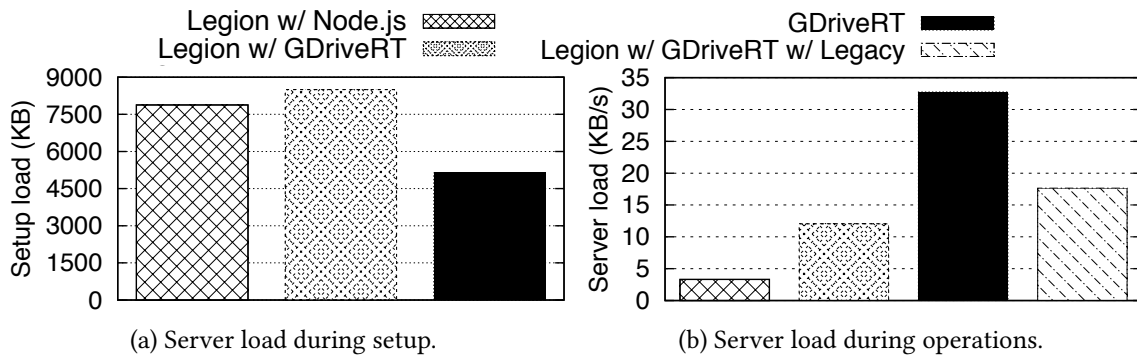 Legion w/ Node.js
Legion w/ GDriveRT
GDriveRT
Legion w/ GDriveRT w/ Legacy
Setup load (KB)
9000
7500
6000
4500
3000
1500
0
(a) Server load during setup.
Server load (KB/s)
35
30
25
20
15
10
5
0
(b) Server load during operations.